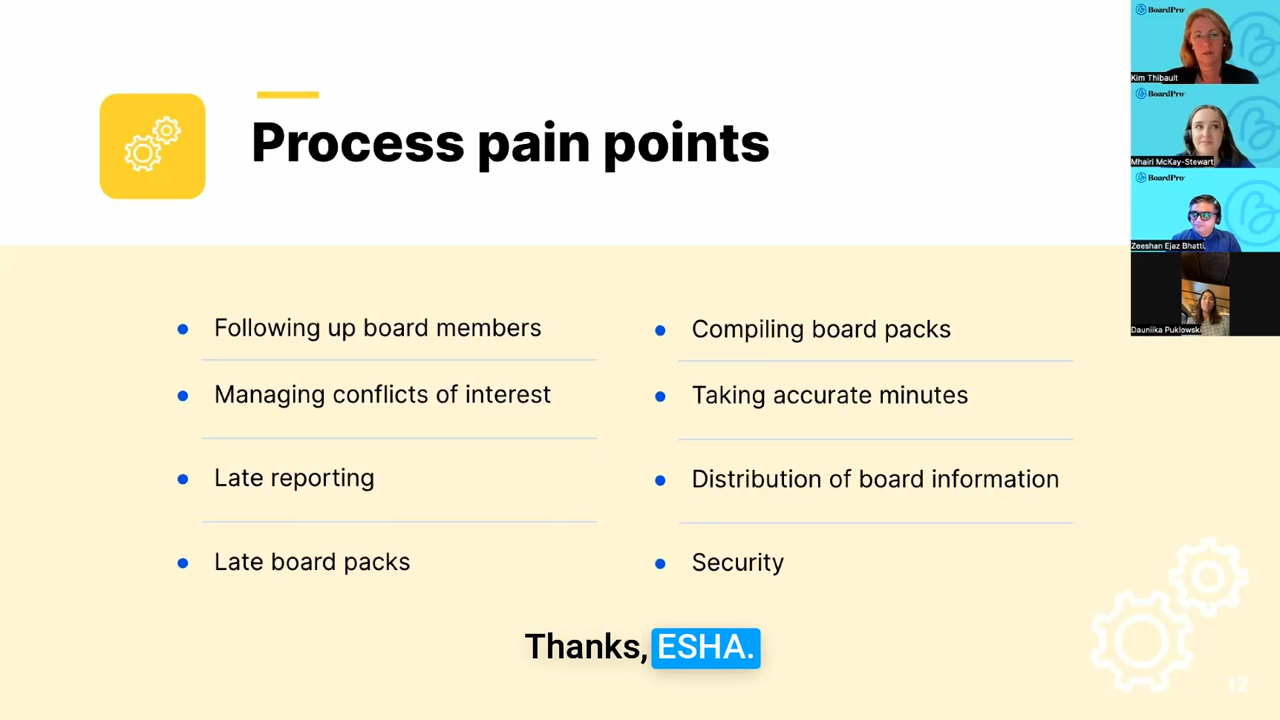 Process pain points
Following up board members
Managing conflicts of interest
Late reporting
Late board packs
Compiling board packs
Taking accurate minutes
Distribution of board information
Security
Thanks, ESHA.
12
BoardPro
Kim Thibault
BoardPro
Mhairi McKay-Stewart
BoardPro
Zeeshan Ejaz Bhatti,
Dauniika Puklowski